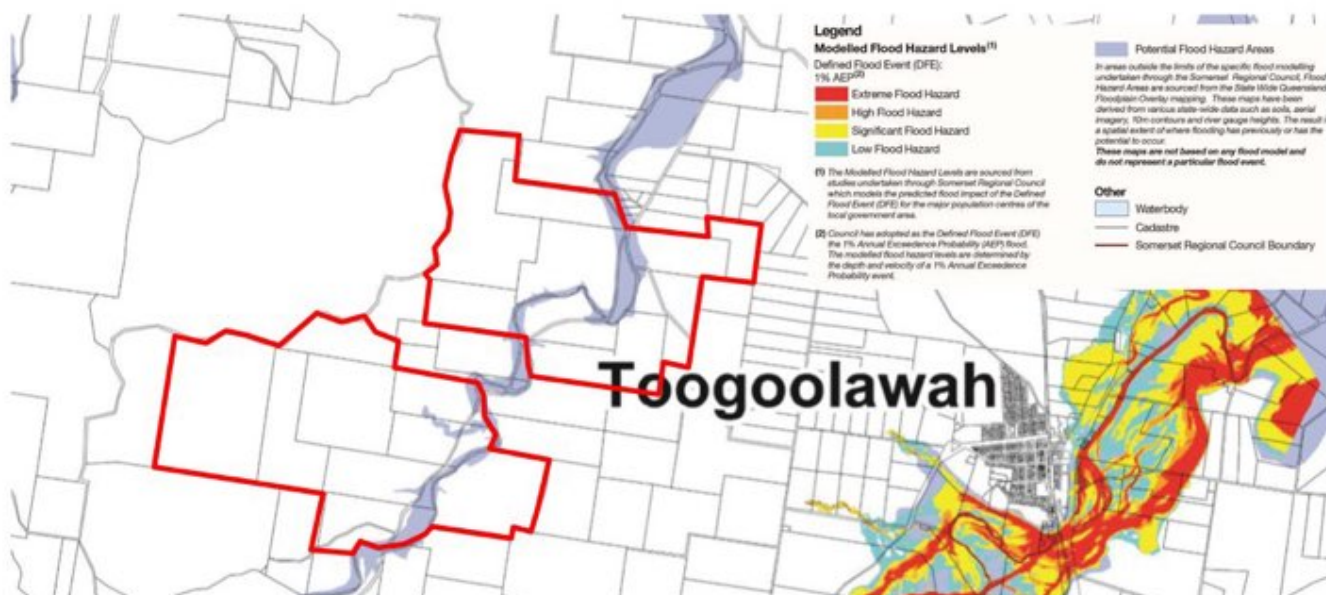 Legend
Modelled Flood Hazard Levels(1)
Defined Flood Event (DFE):
1% AEP(2)
Extreme Flood Hazard
High Flood Hazard
Significant Flood Hazard
Low Flood Hazard
(1) The Modelled Flood Hazard Levels are sourced from
studies undertaken through Somerset Regional Council
which models the predicted flood impact of the Defined
Flood Event (DFE) for the major population centres of the
local government area.
(2) Council has adopted as the Defined Flood Event (DFE)
the 1% Annual Exceedence Probability (AEP) flood.
The modelled flood hazard levels are determined by
the depth and velocity of a 1% Annual Exceedence
Probability event.
Potential Flood Hazard Areas
In areas outside the limits of the specific flood modelling
undertaken through the Somerset Regional Council, Flood
Hazard Areas are sourced from the State Wide Queensland
Floodplain Overlay mapping. These maps have been
derived from various state-wide data such as soils, aerial
imagery, 10m contours and river gauge heights. The result is
a spatial extent of where flooding has previously or has the
potential to occur.
These maps are not based on any flood model and
do not represent a particular flood event.
Other
Waterbody
Cadastre
Somerset Regional Council Boundary
Toogoolawah